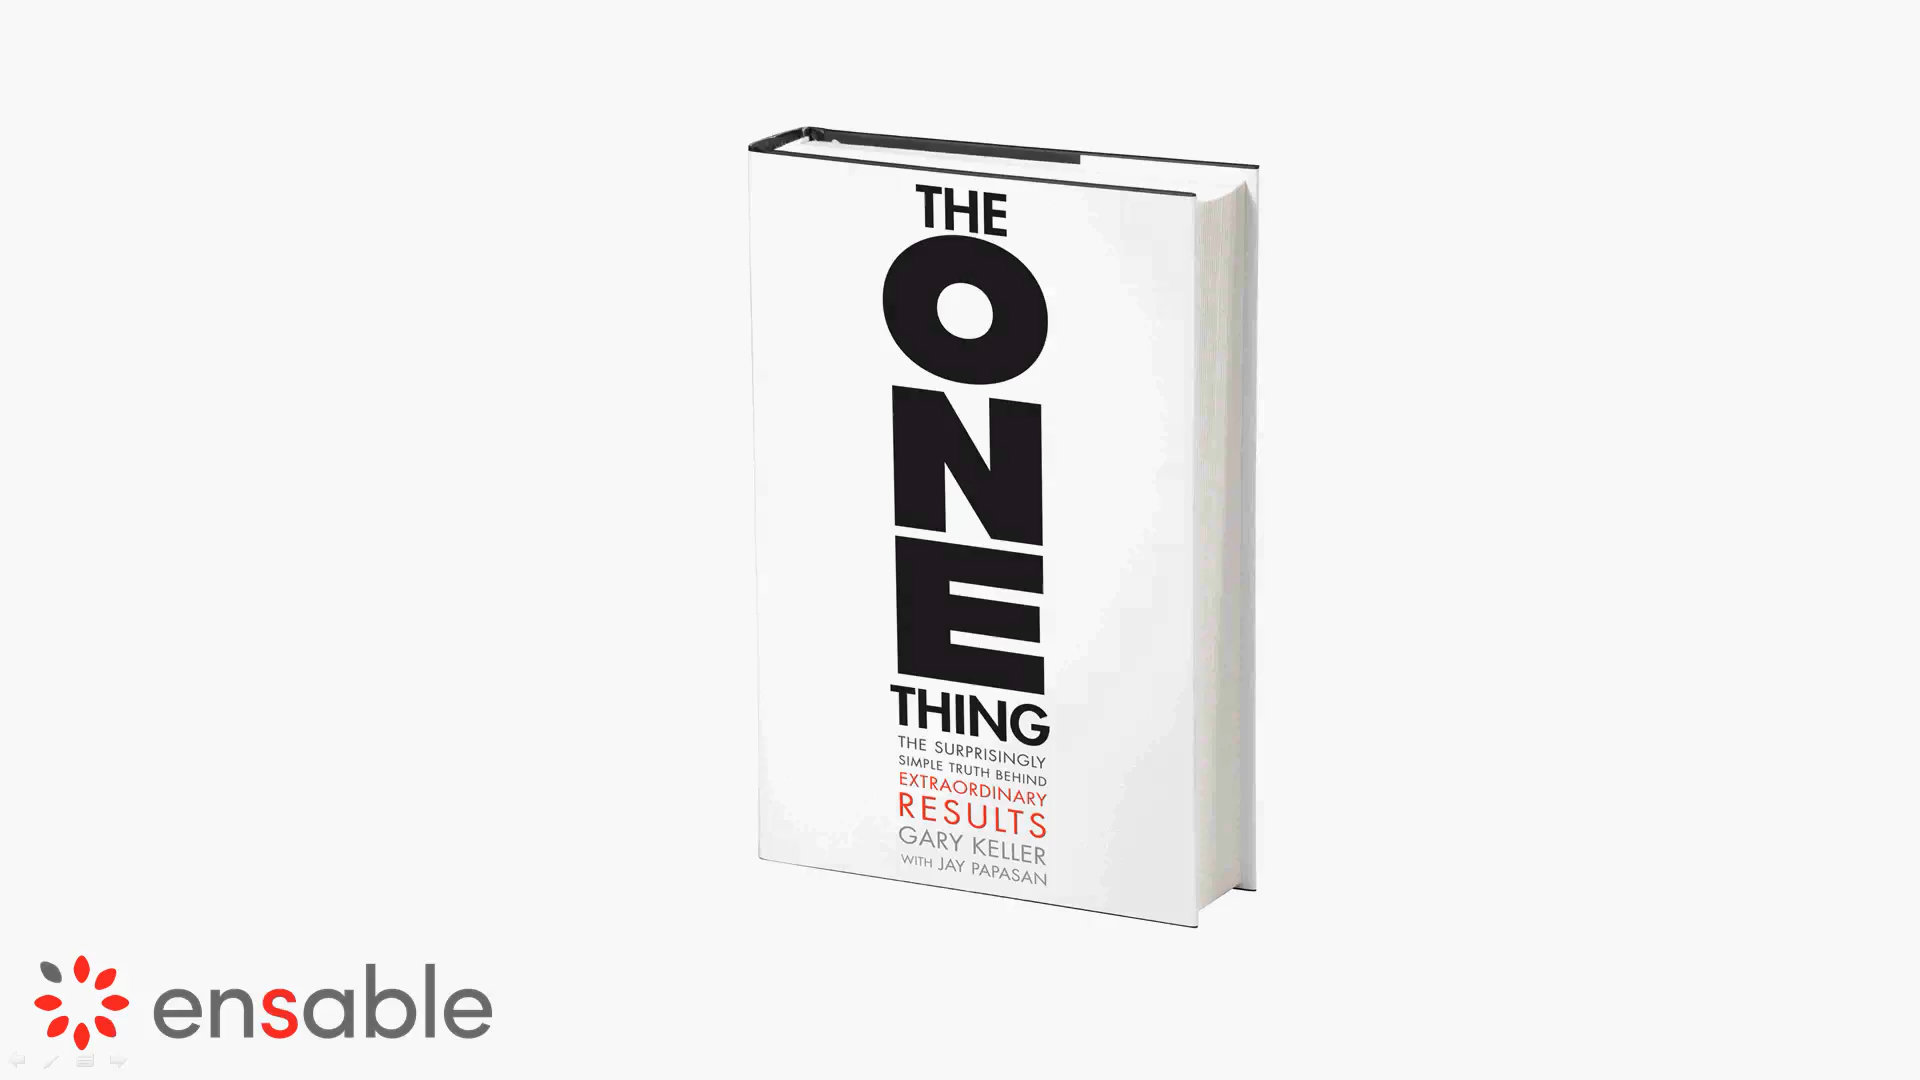 THE
ONE
THING
THE SURPRISINGLY
SIMPLE TRUTH BEHIND
EXTRAORDINARY
RESULTS
GARY KELLER
WITH JAY PAPASAN
ensable